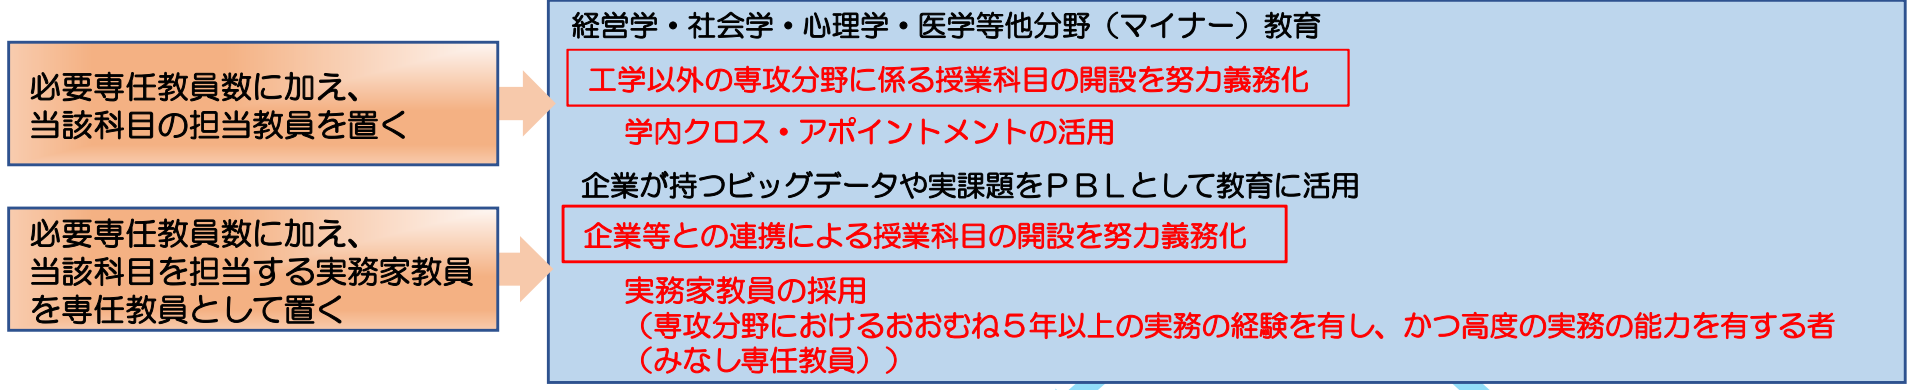 必要専任教員数に加え、
当該科目の担当教員を置く
経営学・社会学・心理学・医学等他分野（マイナー）教育
工学以外の専攻分野に係る授業科目の開設を努力義務化
学内クロス・アポイントメントの活用
企業が持つビッグデータや実課題をＰＢＬとして教育に活用
必要専任教員数に加え、
当該科目を担当する実務家教員
を専任教員として置く
企業等との連携による授業科目の開設を努力義務化
実務家教員の採用
（専攻分野におけるおおむね５年以上の実務の経験を有し、かつ高度の実務の能力を有する者
（みなし専任教員））